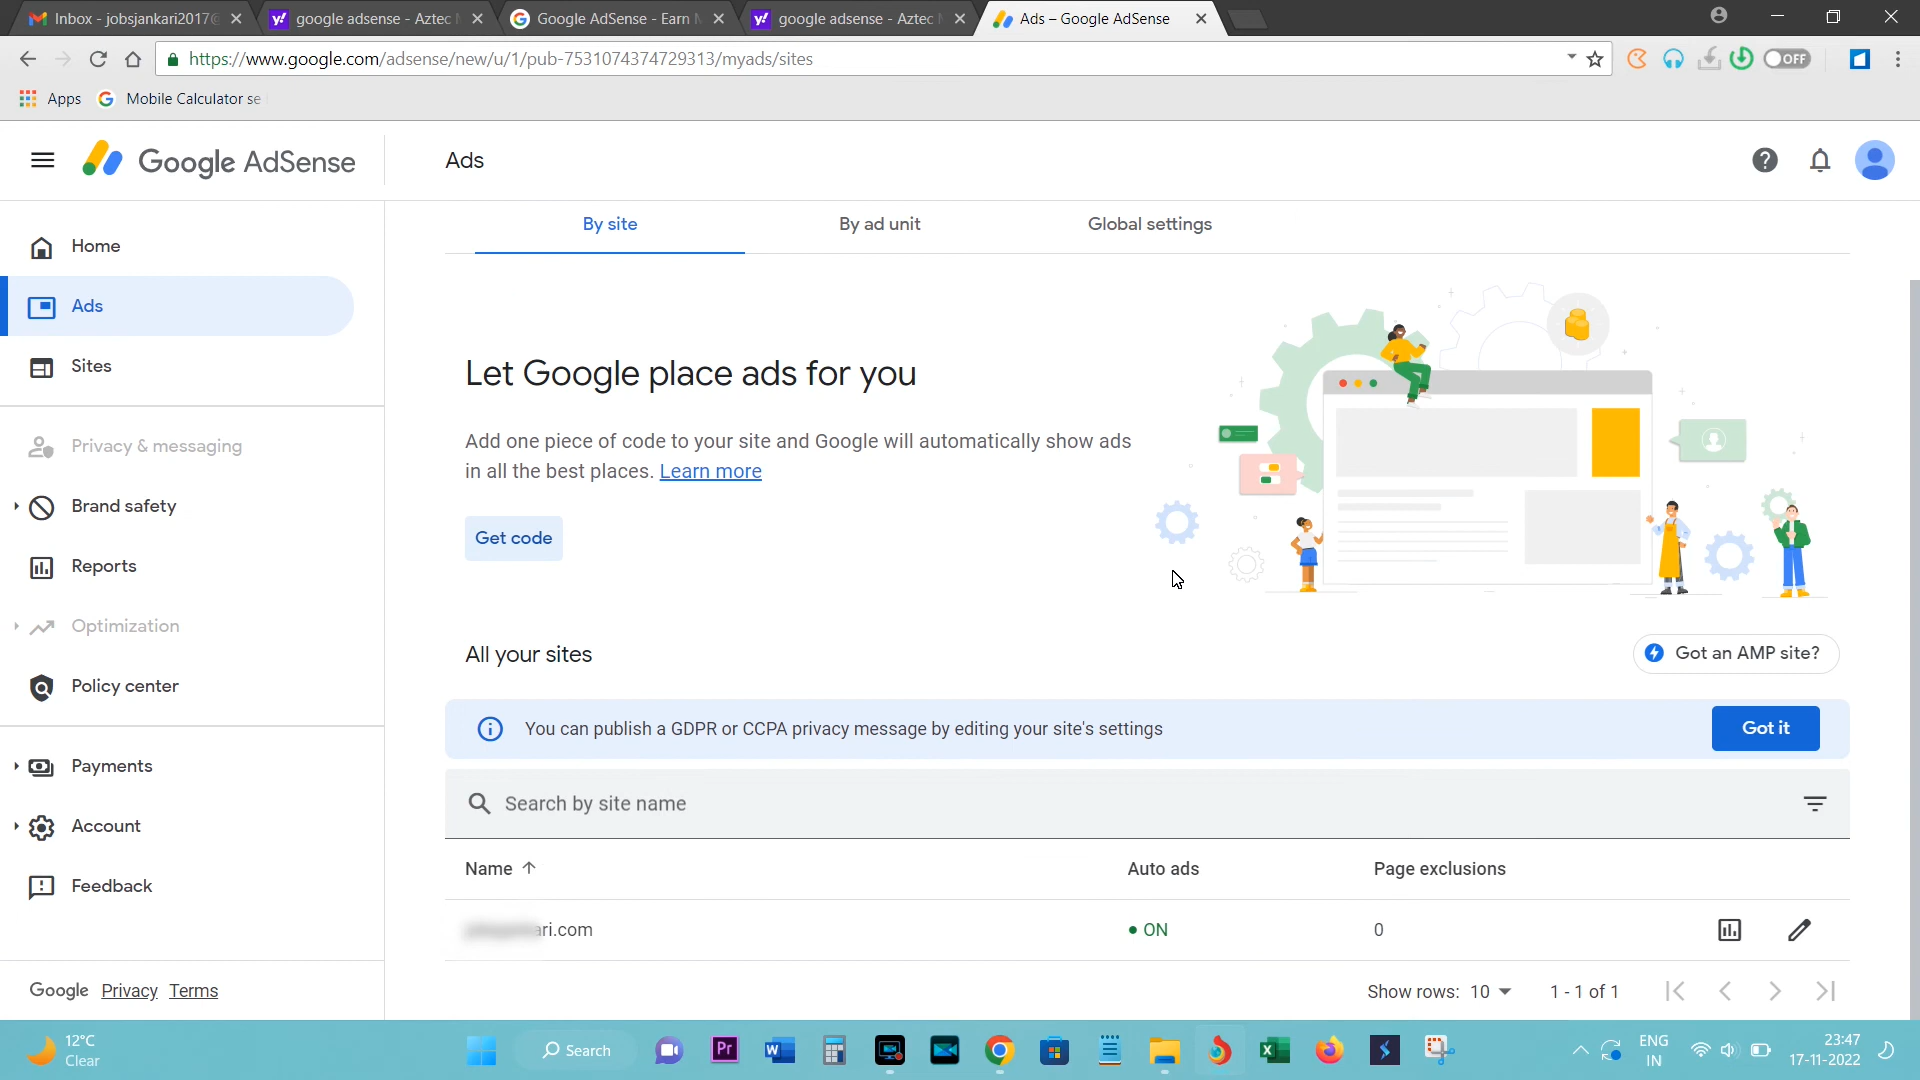 Inbox - jobsjankari2017@
google adsense - Aztec M
Google AdSense - Earn M
google adsense - Aztec M
Ads – Google AdSense
https://www.google.com/adsense/new/u/1/pub-7531074374729313/myads/sites
OFF
Apps
Mobile Calculator se
Google AdSense
Ads
Home
Ads
Sites
Privacy & messaging
Brand safety
Reports
Optimization
Policy center
Payments
Account
Feedback
Google Privacy Terms
By site
By ad unit
Global settings
Let Google place ads for you
Add one piece of code to your site and Google will automatically show ads
in all the best places. Learn more
Get code
All your sites
Got an AMP site?
You can publish a GDPR or CCPA privacy message by editing your site's settings
Got it
Search by site name
Name
Auto ads
Page exclusions
ari.com
ON
0
Show rows: 10
1 - 1 of 1
12°C
Clear
Search
ENG
IN
23:47
17-11-2022